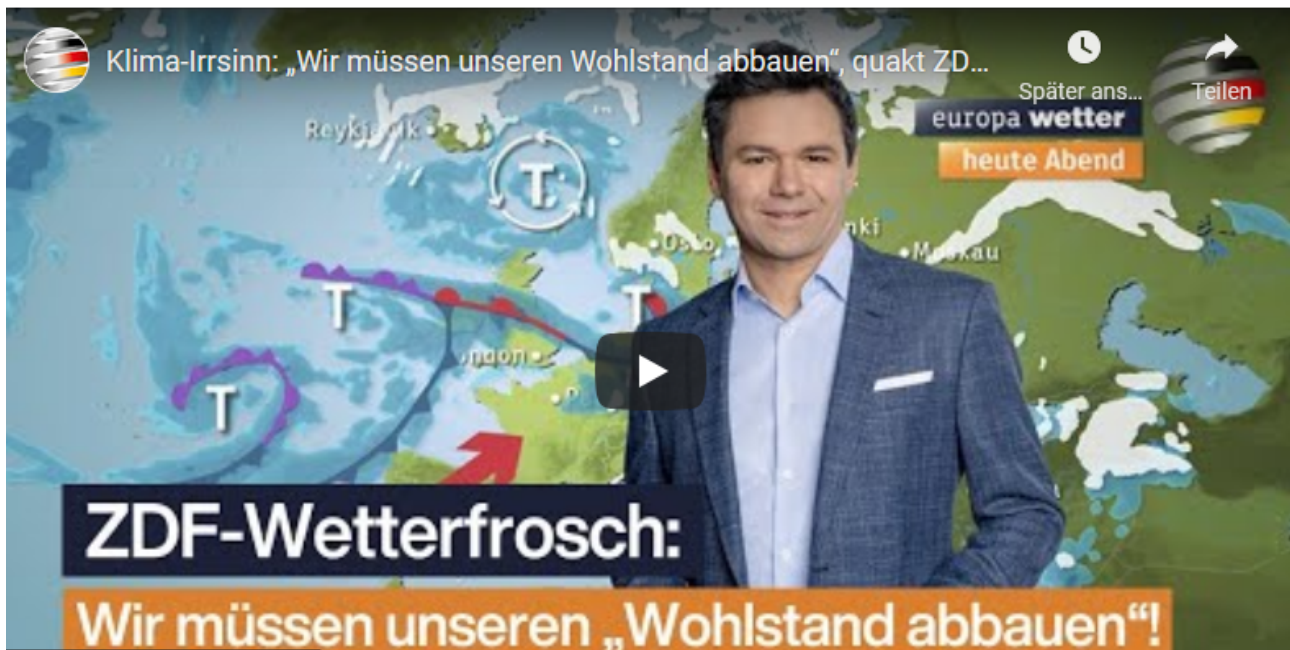 Klima-Irrsinn: „Wir müssen unseren Wohlstand abbauen“, quakt ZD...
Später ans...
Teilen
europa wetter
heute Abend
T
Oslo
Moskau
T
T
T
ZDF-Wetterfrosch:
Wir müssen unseren „Wohlstand abbauen“!